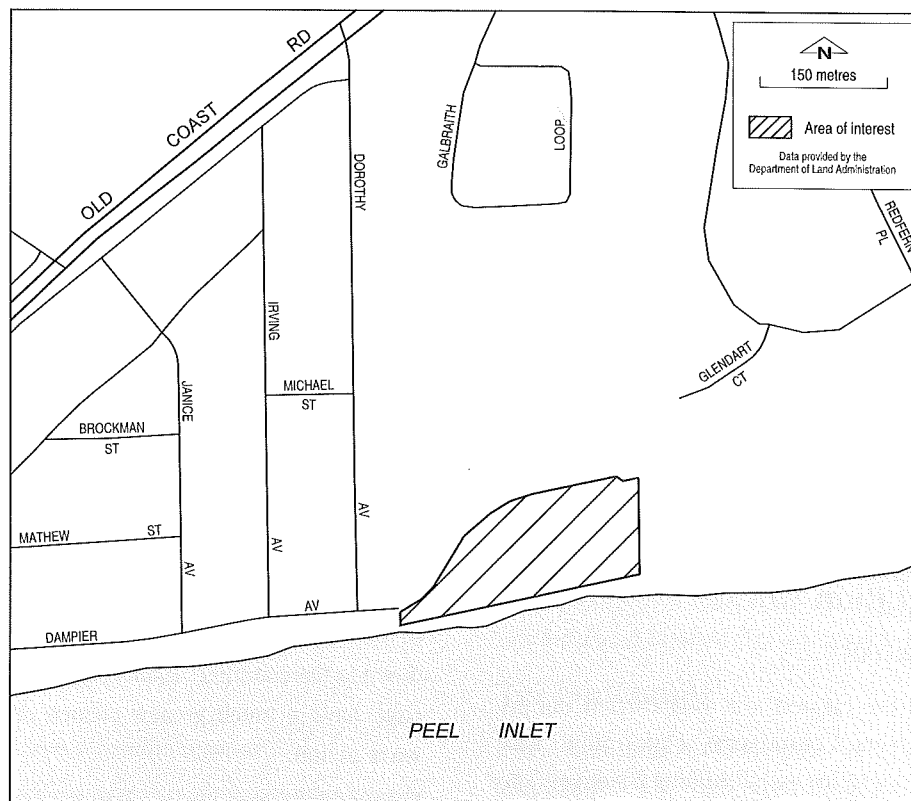 OLD COAST RD
N
150 metres
Area of interest
Data provided by the
Department of Land Administration
GALBRAITH
LOOP
DOROTHY
AV
REDFERN
PL
IRVING
AV
GLENDART
CT
JANICE
AV
MICHAEL
ST
BROCKMAN
ST
MATHEW ST
DAMPIER AV
PEEL INLET